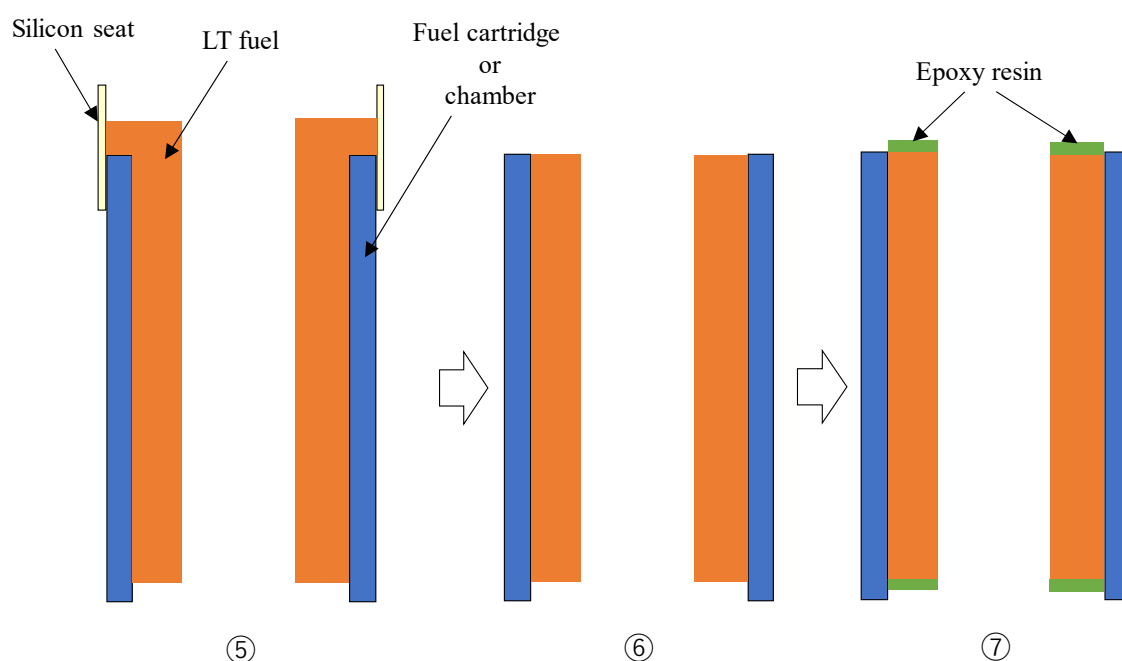 Silicon seat
LT fuel
Fuel cartridge
or
chamber
Epoxy resin
⑤
⑥
⑦